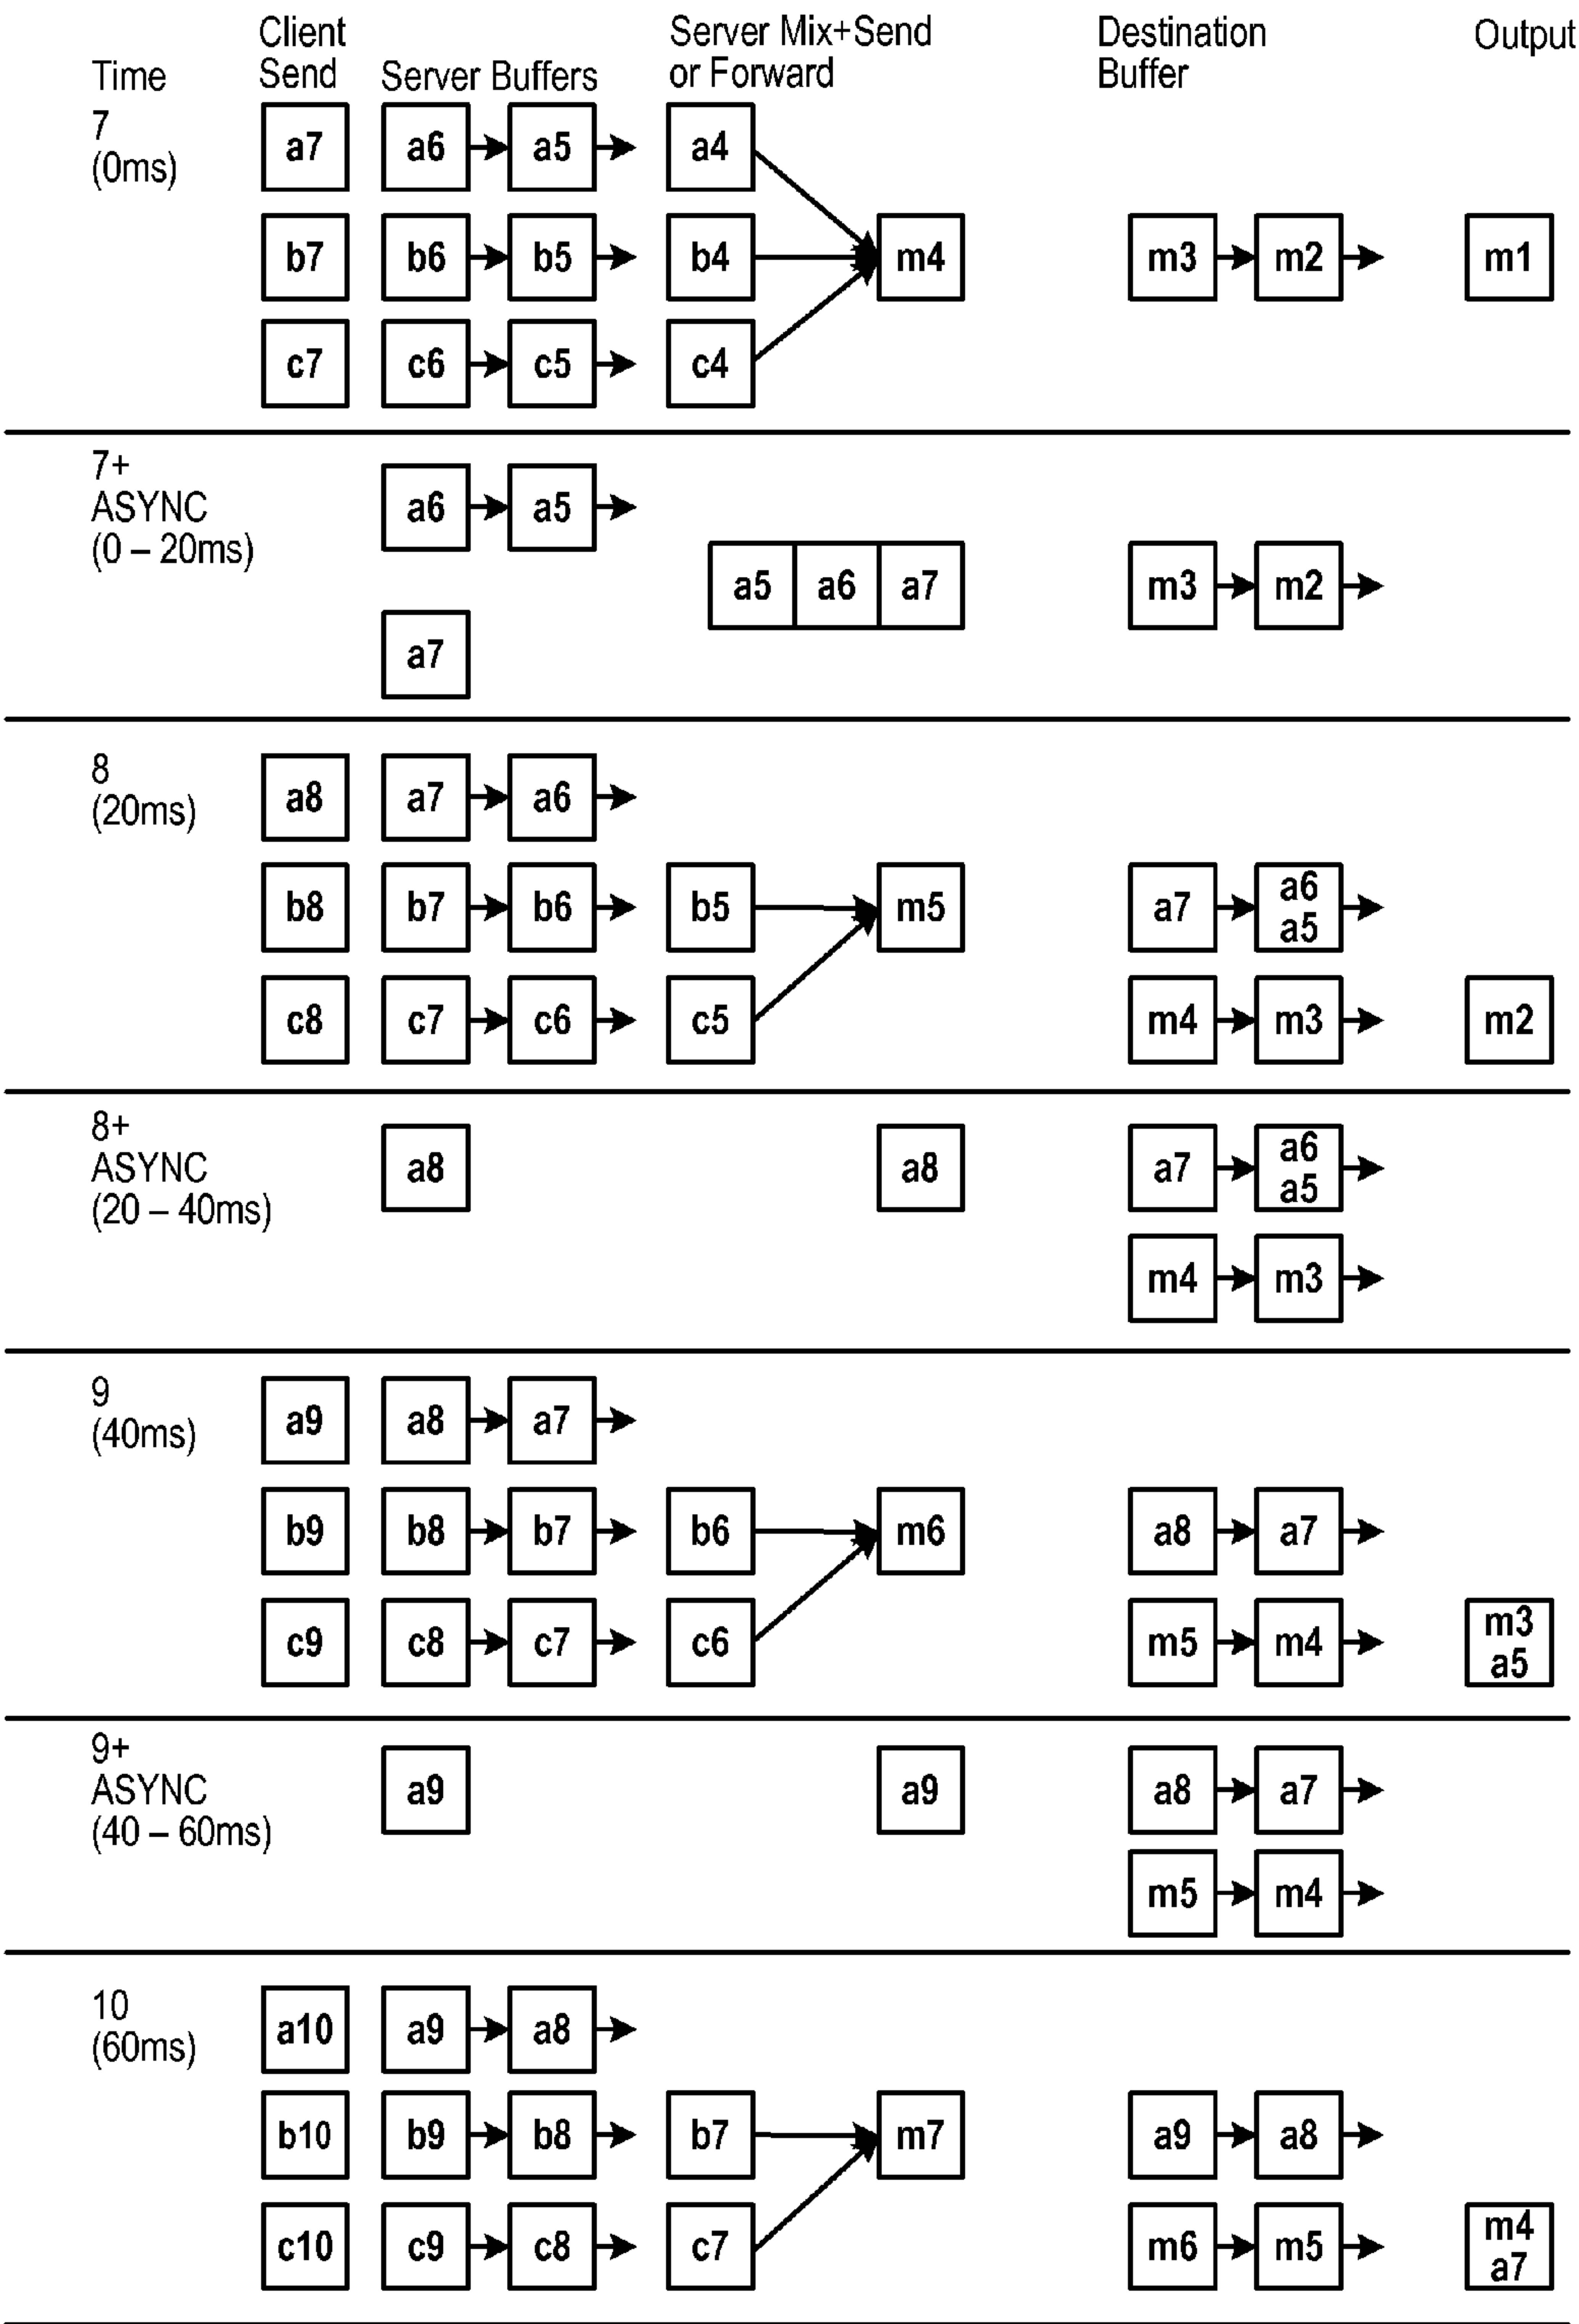 Client
Send
Server Mix+Send
or Forward
Destination
Buffer
Output
Time
Server Buffers
7
(0ms)
a7 a6 a5 a4
b7 b6 b5 b4 m4 m3 m2 m1
c7 c6 c5 c4
7+
ASYNC
(0 – 20ms)
a6 a5
a5 a6 a7 m3 m2
a7
8
(20ms)
a8 a7 a6
b8 b7 b6 b5 m5 a7 a6
a5
c8 c7 c6 c5 m4 m3 m2
8+
ASYNC
(20 – 40ms)
a8 a8 a7 a6
a5
m4 m3
9
(40ms)
a9 a8 a7
b9 b8 b7 b6 m6 a8 a7
c9 c8 c7 c6 m5 m4 m3
a5
9+
ASYNC
(40 – 60ms)
a9 a9 a8 a7
m5 m4
10
(60ms)
a10 a9 a8
b10 b9 b8 b7 m7 a9 a8
c10 c9 c8 c7 m6 m5 m4
a7